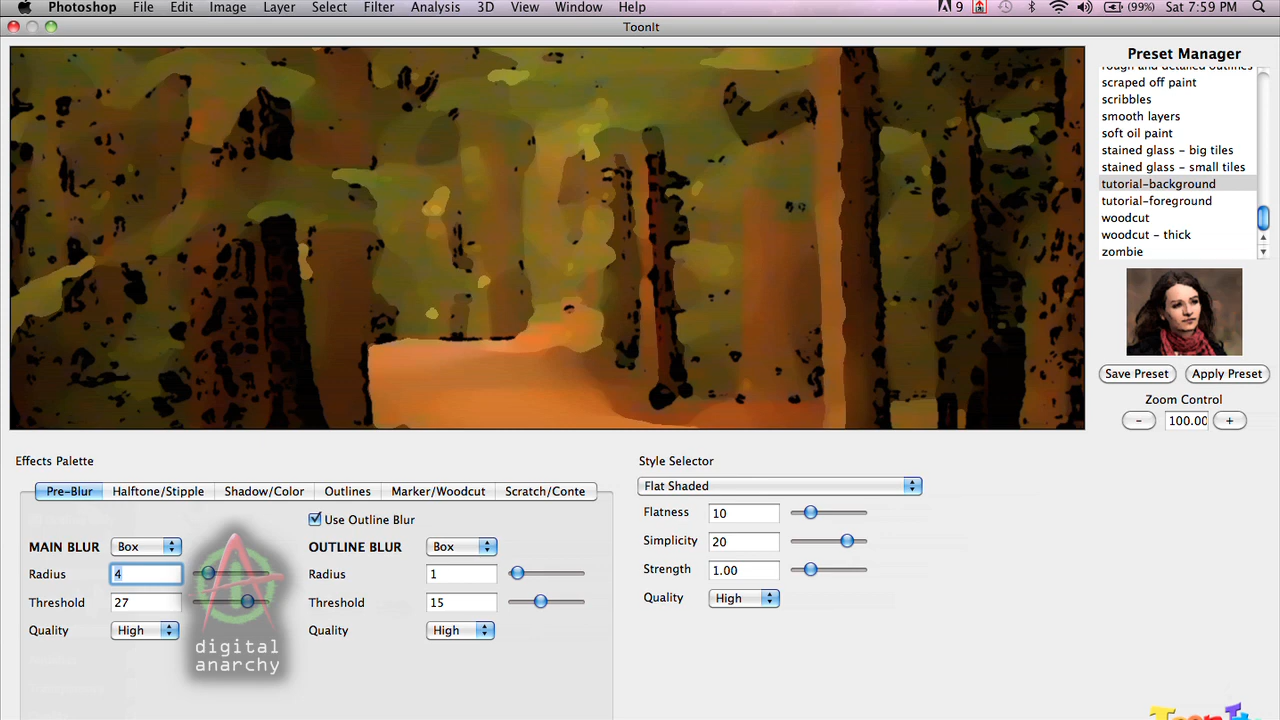 Photoshop File Edit Image Layer Select Filter Analysis 3D View Window Help 9 (99%) Sat 7:59 PM
ToonIt
Preset Manager
rough and detailed outlines
scraped off paint
scribbles
smooth layers
soft oil paint
stained glass - big tiles
stained glass - small tiles
tutorial-background
tutorial-foreground
woodcut
woodcut - thick
zombie
Save Preset Apply Preset
Zoom Control
- 100.00 +
Effects Palette
Pre-Blur Halftone/Stipple Shadow/Color Outlines Marker/Woodcut Scratch/Conte
Use Outline Blur
MAIN BLUR Box OUTLINE BLUR Box
Radius 4 Radius 1
Threshold 27 Threshold 15
Quality High Quality High
digital
anarchy
Style Selector
Flat Shaded
Flatness 10
Simplicity 20
Strength 1.00
Quality High